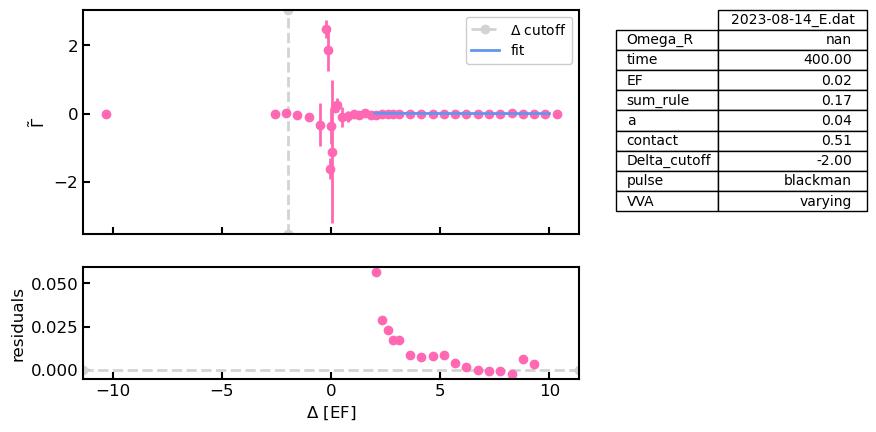 2
0
−2
Γ̃
Δ cutoff
fit
0.050
0.025
0.000
residuals
−10
−5
0
5
10
Δ [EF]
2023-08-14_E.dat
Omega_R nan
time 400.00
EF 0.02
sum_rule 0.17
a 0.04
contact 0.51
Delta_cutoff -2.00
pulse blackman
VVA varying